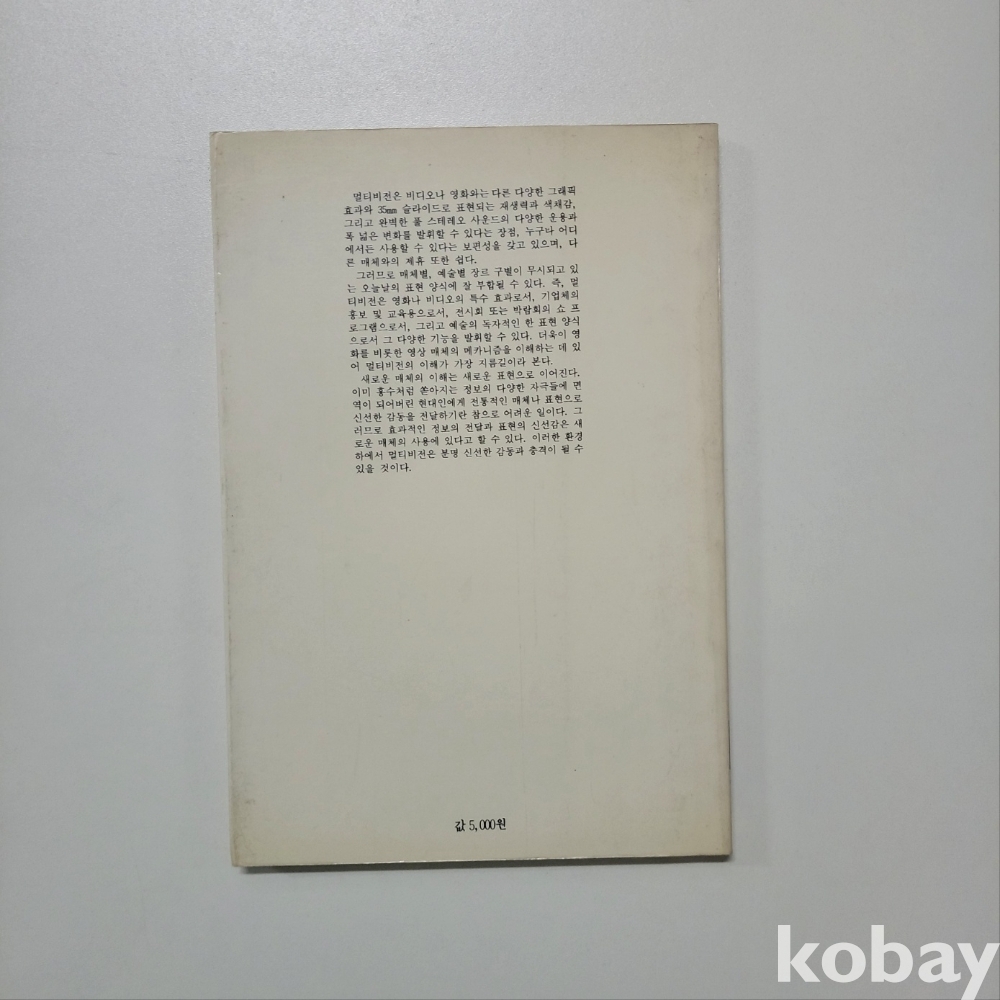 멀티비전은 비디오나 영화와는 다른 다양한 그래픽
효과와 35mm 슬라이드로 표현되는 재생력과 색채감,
그리고 완벽한 풀 스테레오 사운드의 다양한 운용과
폭 넓은 변화를 발휘할 수 있다는 장점, 누구나 어디
에서든 사용할 수 있다는 보편성을 갖고 있으며, 다
른 매체와의 제휴 또한 쉽다.
그러므로 매체별, 예술별 장르 구별이 무시되고 있
는 오늘날의 표현 양식에 잘 부합될 수 있다. 즉, 멀
티비전은 영화나 비디오의 특수 효과로서, 기업체의
홍보 및 교육용으로서, 전시회 또는 박람회의 쇼 프
로그램으로서, 그리고 예술의 독자적인 한 표현 양식
으로서 그 다양한 기능을 발휘할 수 있다. 더욱이 영
화를 비롯한 영상 매체의 메카니즘을 이해하는 데 있
어 멀티비전의 이해가 가장 지름길이라 본다.
새로운 매체의 이해는 새로운 표현으로 이어진다.
이미 홍수처럼 쏟아지는 정보의 다양한 자극들에 면
역이 되어버린 현대인에게 전통적인 매체나 표현으로
신선한 감동을 전달하기란 참으로 어려운 일이다. 그
러므로 효과적인 정보의 전달과 표현의 신선감은 새
로운 매체의 사용에 있다고 할 수 있다. 이러한 환경
하에서 멀티비전은 분명 신선한 감동과 충격이 될 수
있을 것이다.
값 5,000원
kobay